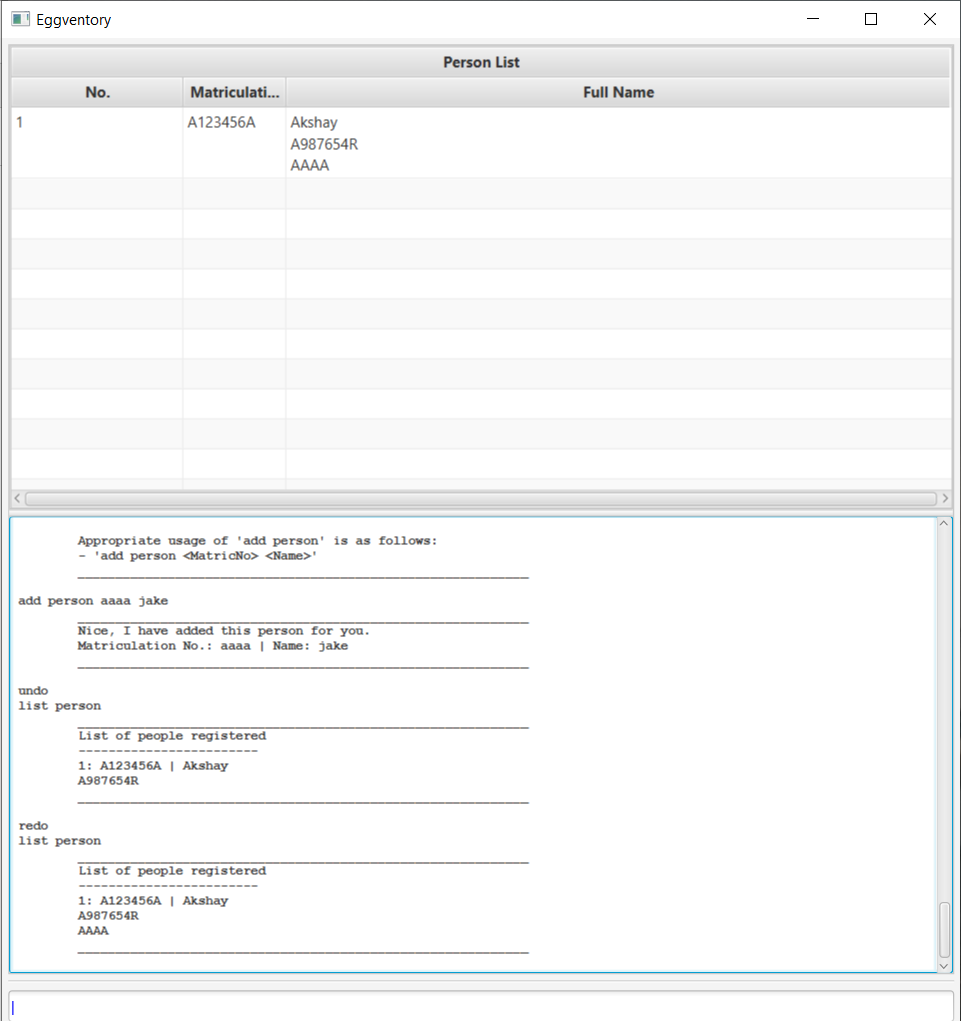 Eggventory
Person List
No. Matriculati... Full Name
1 A123456A Akshay
A987654R
AAAA
Appropriate usage of 'add person' is as follows:
- 'add person <MatricNo> <Name>'
____________________________________________________________
add person aaaa jake
____________________________________________________________
Nice, I have added this person for you.
Matriculation No.: aaaa | Name: jake
____________________________________________________________
undo
list person
____________________________________________________________
List of people registered
------------------------
1: A123456A | Akshay
A987654R
____________________________________________________________
redo
list person
____________________________________________________________
List of people registered
------------------------
1: A123456A | Akshay
A987654R
AAAA
____________________________________________________________